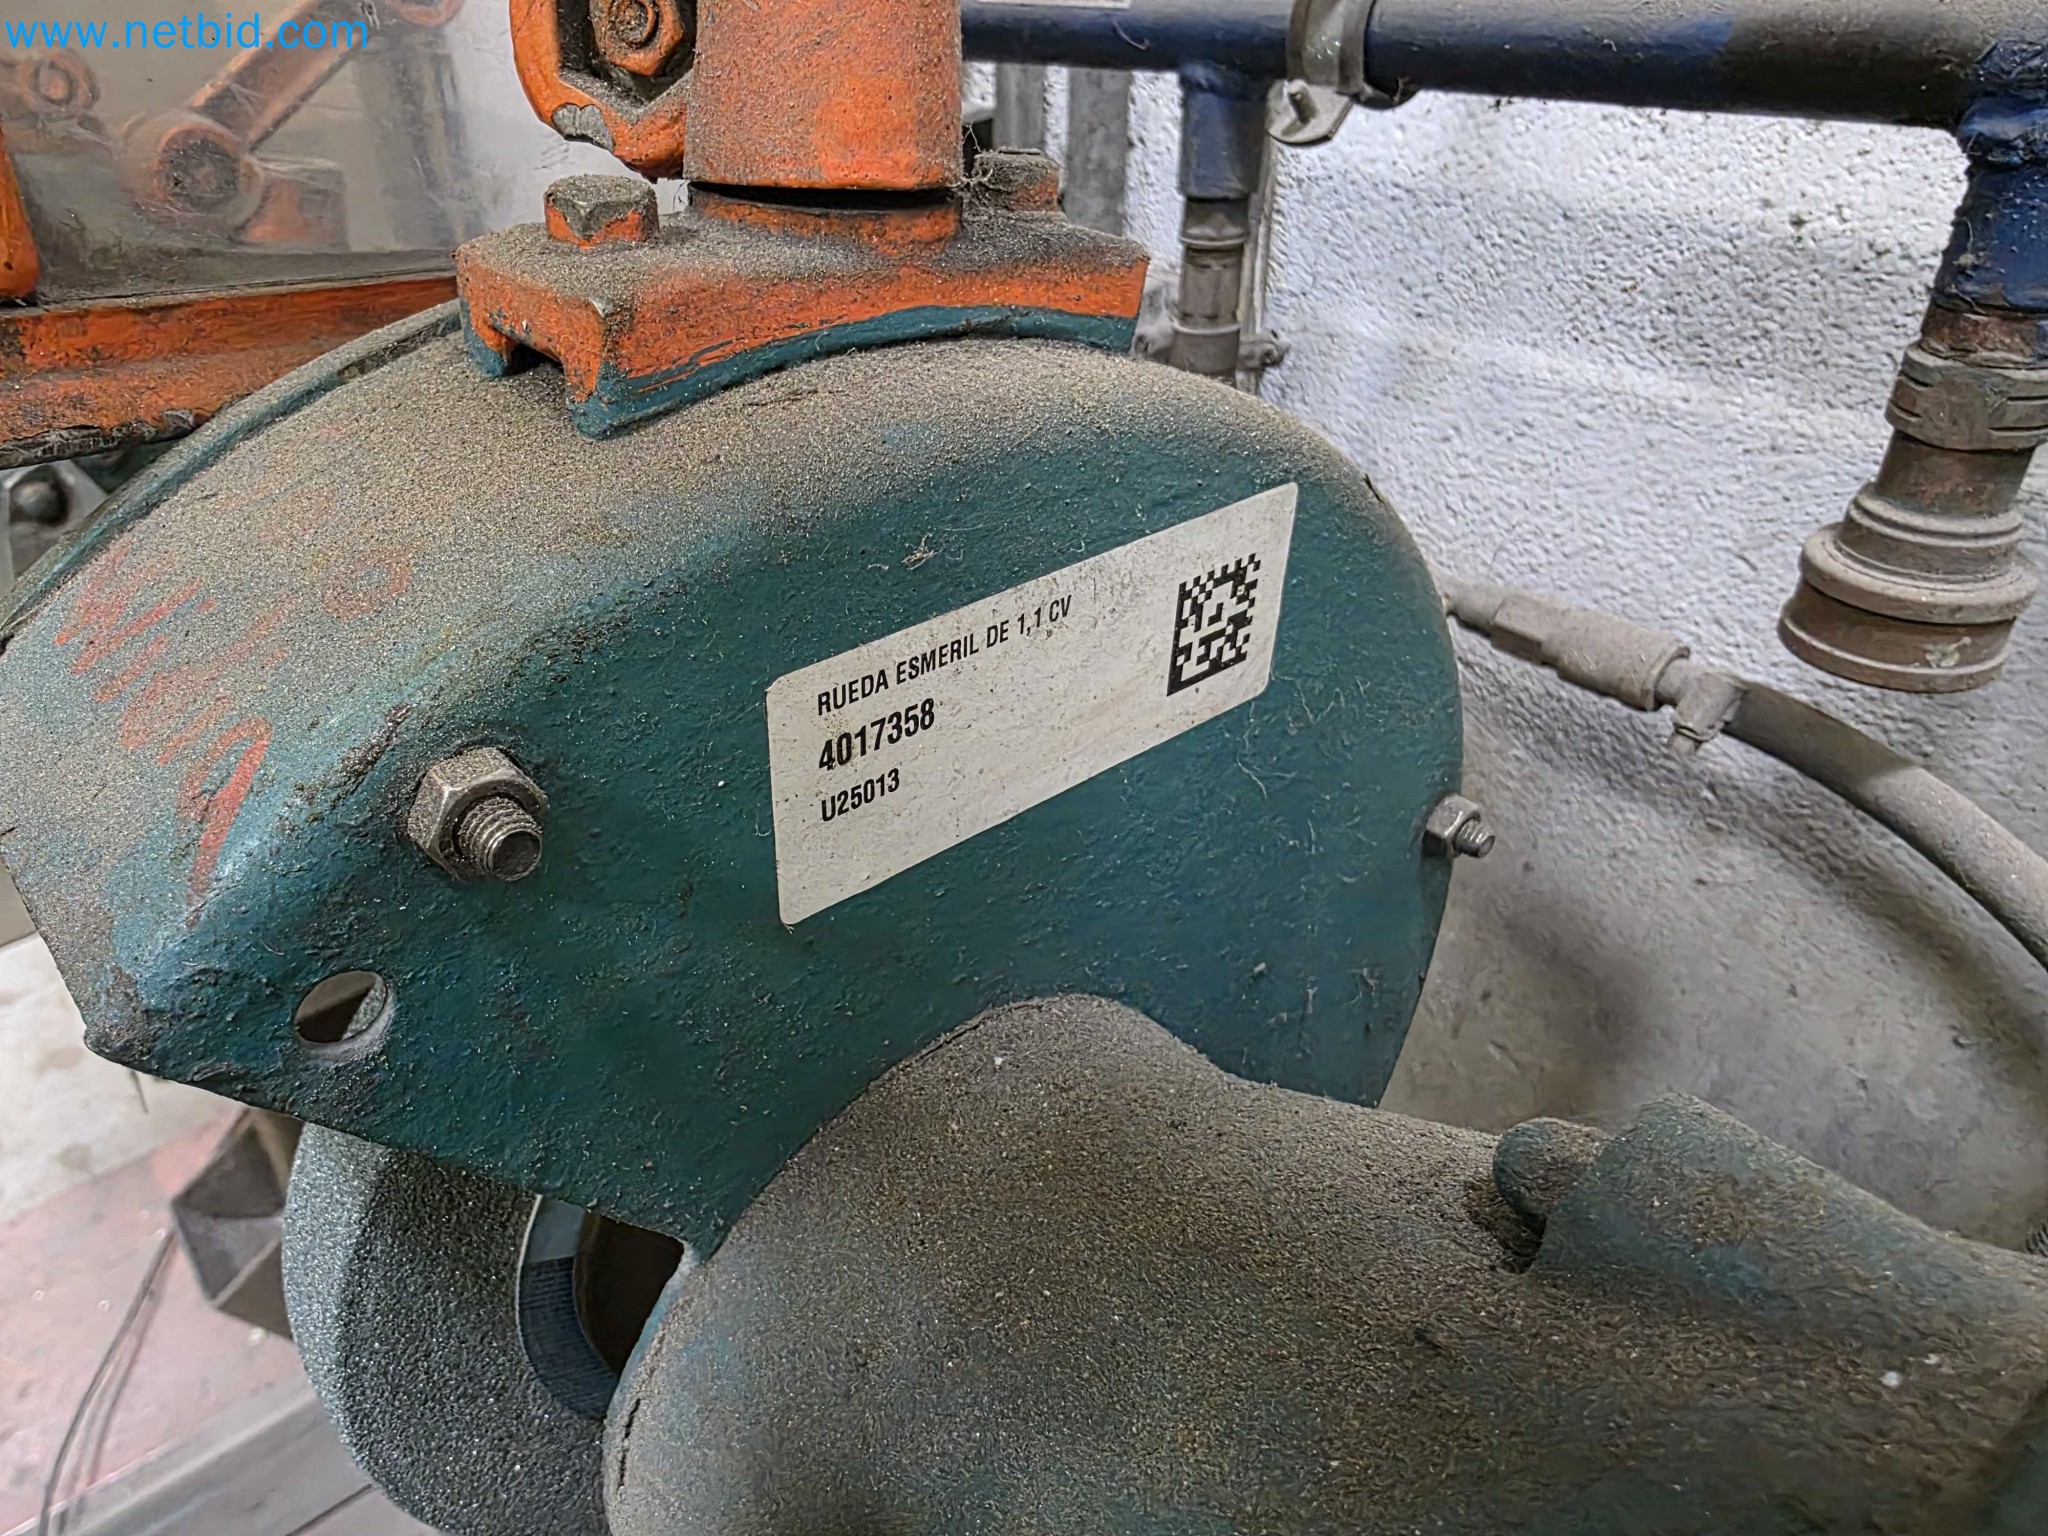 www.netbid.com
RUEDA ESMERIL DE 1,1 CV
4017358
U25013